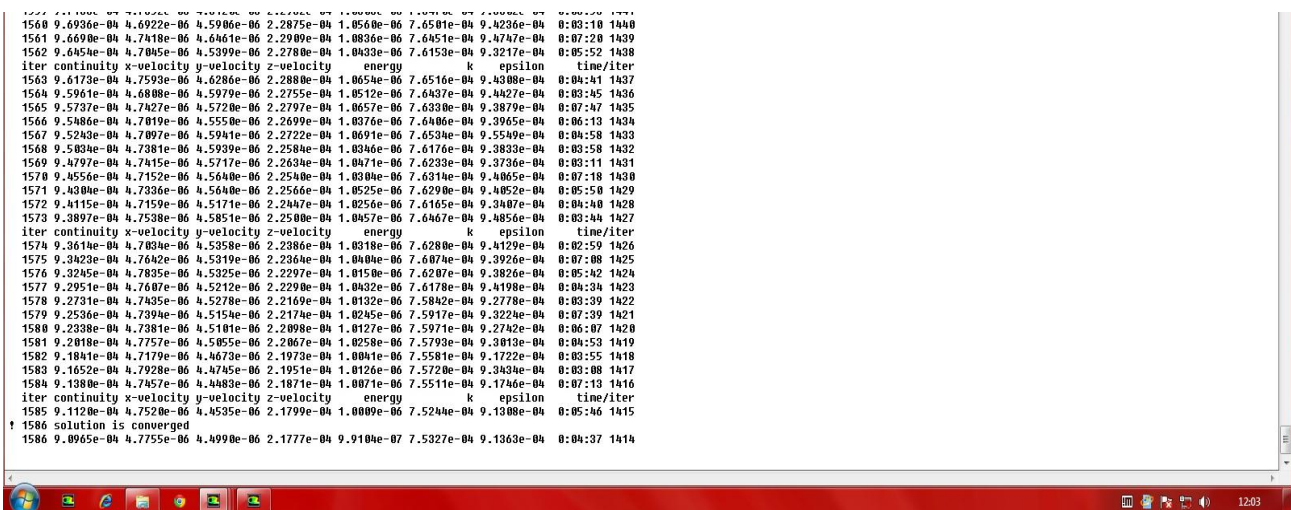 1560 9.6936e-04 4.6922e-06 4.5906e-06 2.2875e-04 1.0560e-06 7.6501e-04 9.4236e-04 0:03:10 1440
1561 9.6690e-04 4.7418e-06 4.6461e-06 2.2909e-04 1.0836e-06 7.6451e-04 9.4747e-04 0:07:20 1439
1562 9.6454e-04 4.7045e-06 4.5399e-06 2.2780e-04 1.0433e-06 7.6153e-04 9.3217e-04 0:05:52 1438
iter continuity x-velocity y-velocity z-velocity energy k epsilon time/iter
1563 9.6173e-04 4.7593e-06 4.6286e-06 2.2880e-04 1.0654e-06 7.6516e-04 9.4308e-04 0:04:41 1437
1564 9.5961e-04 4.6808e-06 4.5979e-06 2.2755e-04 1.0512e-06 7.6437e-04 9.4427e-04 0:03:45 1436
1565 9.5737e-04 4.7427e-06 4.5720e-06 2.2797e-04 1.0657e-06 7.6330e-04 9.3879e-04 0:07:47 1435
1566 9.5486e-04 4.7019e-06 4.5550e-06 2.2699e-04 1.0376e-06 7.6406e-04 9.3965e-04 0:06:13 1434
1567 9.5243e-04 4.7097e-06 4.5941e-06 2.2722e-04 1.0691e-06 7.6534e-04 9.5549e-04 0:04:58 1433
1568 9.5034e-04 4.7381e-06 4.5939e-06 2.2584e-04 1.0346e-06 7.6176e-04 9.3833e-04 0:03:58 1432
1569 9.4797e-04 4.7415e-06 4.5717e-06 2.2634e-04 1.0471e-06 7.6233e-04 9.3736e-04 0:03:11 1431
1570 9.4556e-04 4.7152e-06 4.5640e-06 2.2540e-04 1.0304e-06 7.6314e-04 9.4065e-04 0:07:18 1430
1571 9.4304e-04 4.7336e-06 4.5640e-06 2.2566e-04 1.0525e-06 7.6290e-04 9.4052e-04 0:05:50 1429
1572 9.4115e-04 4.7159e-06 4.5171e-06 2.2447e-04 1.0256e-06 7.6165e-04 9.3407e-04 0:04:40 1428
1573 9.3897e-04 4.7538e-06 4.5851e-06 2.2500e-04 1.0457e-06 7.6467e-04 9.4856e-04 0:03:44 1427
iter continuity x-velocity y-velocity z-velocity energy k epsilon time/iter
1574 9.3614e-04 4.7034e-06 4.5358e-06 2.2386e-04 1.0318e-06 7.6280e-04 9.4129e-04 0:02:59 1426
1575 9.3423e-04 4.7642e-06 4.5319e-06 2.2364e-04 1.0404e-06 7.6074e-04 9.3926e-04 0:07:08 1425
1576 9.3245e-04 4.7835e-06 4.5325e-06 2.2297e-04 1.0150e-06 7.6207e-04 9.3826e-04 0:05:42 1424
1577 9.2951e-04 4.7607e-06 4.5212e-06 2.2290e-04 1.0432e-06 7.6178e-04 9.4198e-04 0:04:34 1423
1578 9.2731e-04 4.7435e-06 4.5278e-06 2.2169e-04 1.0132e-06 7.5842e-04 9.2778e-04 0:03:39 1422
1579 9.2536e-04 4.7394e-06 4.5154e-06 2.2174e-04 1.0245e-06 7.5917e-04 9.3224e-04 0:07:39 1421
1580 9.2338e-04 4.7381e-06 4.5101e-06 2.2098e-04 1.0127e-06 7.5971e-04 9.2742e-04 0:06:07 1420
1581 9.2018e-04 4.7757e-06 4.5055e-06 2.2067e-04 1.0258e-06 7.5793e-04 9.3013e-04 0:04:53 1419
1582 9.1841e-04 4.7179e-06 4.4673e-06 2.1973e-04 1.0041e-06 7.5581e-04 9.1722e-04 0:03:55 1418
1583 9.1652e-04 4.7928e-06 4.4745e-06 2.1951e-04 1.0126e-06 7.5720e-04 9.3434e-04 0:03:08 1417
1584 9.1380e-04 4.7457e-06 4.4483e-06 2.1871e-04 1.0071e-06 7.5511e-04 9.1746e-04 0:07:13 1416
iter continuity x-velocity y-velocity z-velocity energy k epsilon time/iter
1585 9.1120e-04 4.7520e-06 4.4535e-06 2.1799e-04 1.0009e-06 7.5244e-04 9.1308e-04 0:05:46 1415
! 1586 solution is converged
1586 9.0965e-04 4.7755e-06 4.4990e-06 2.1777e-04 9.9104e-07 7.5327e-04 9.1363e-04 0:04:37 1414
12:03